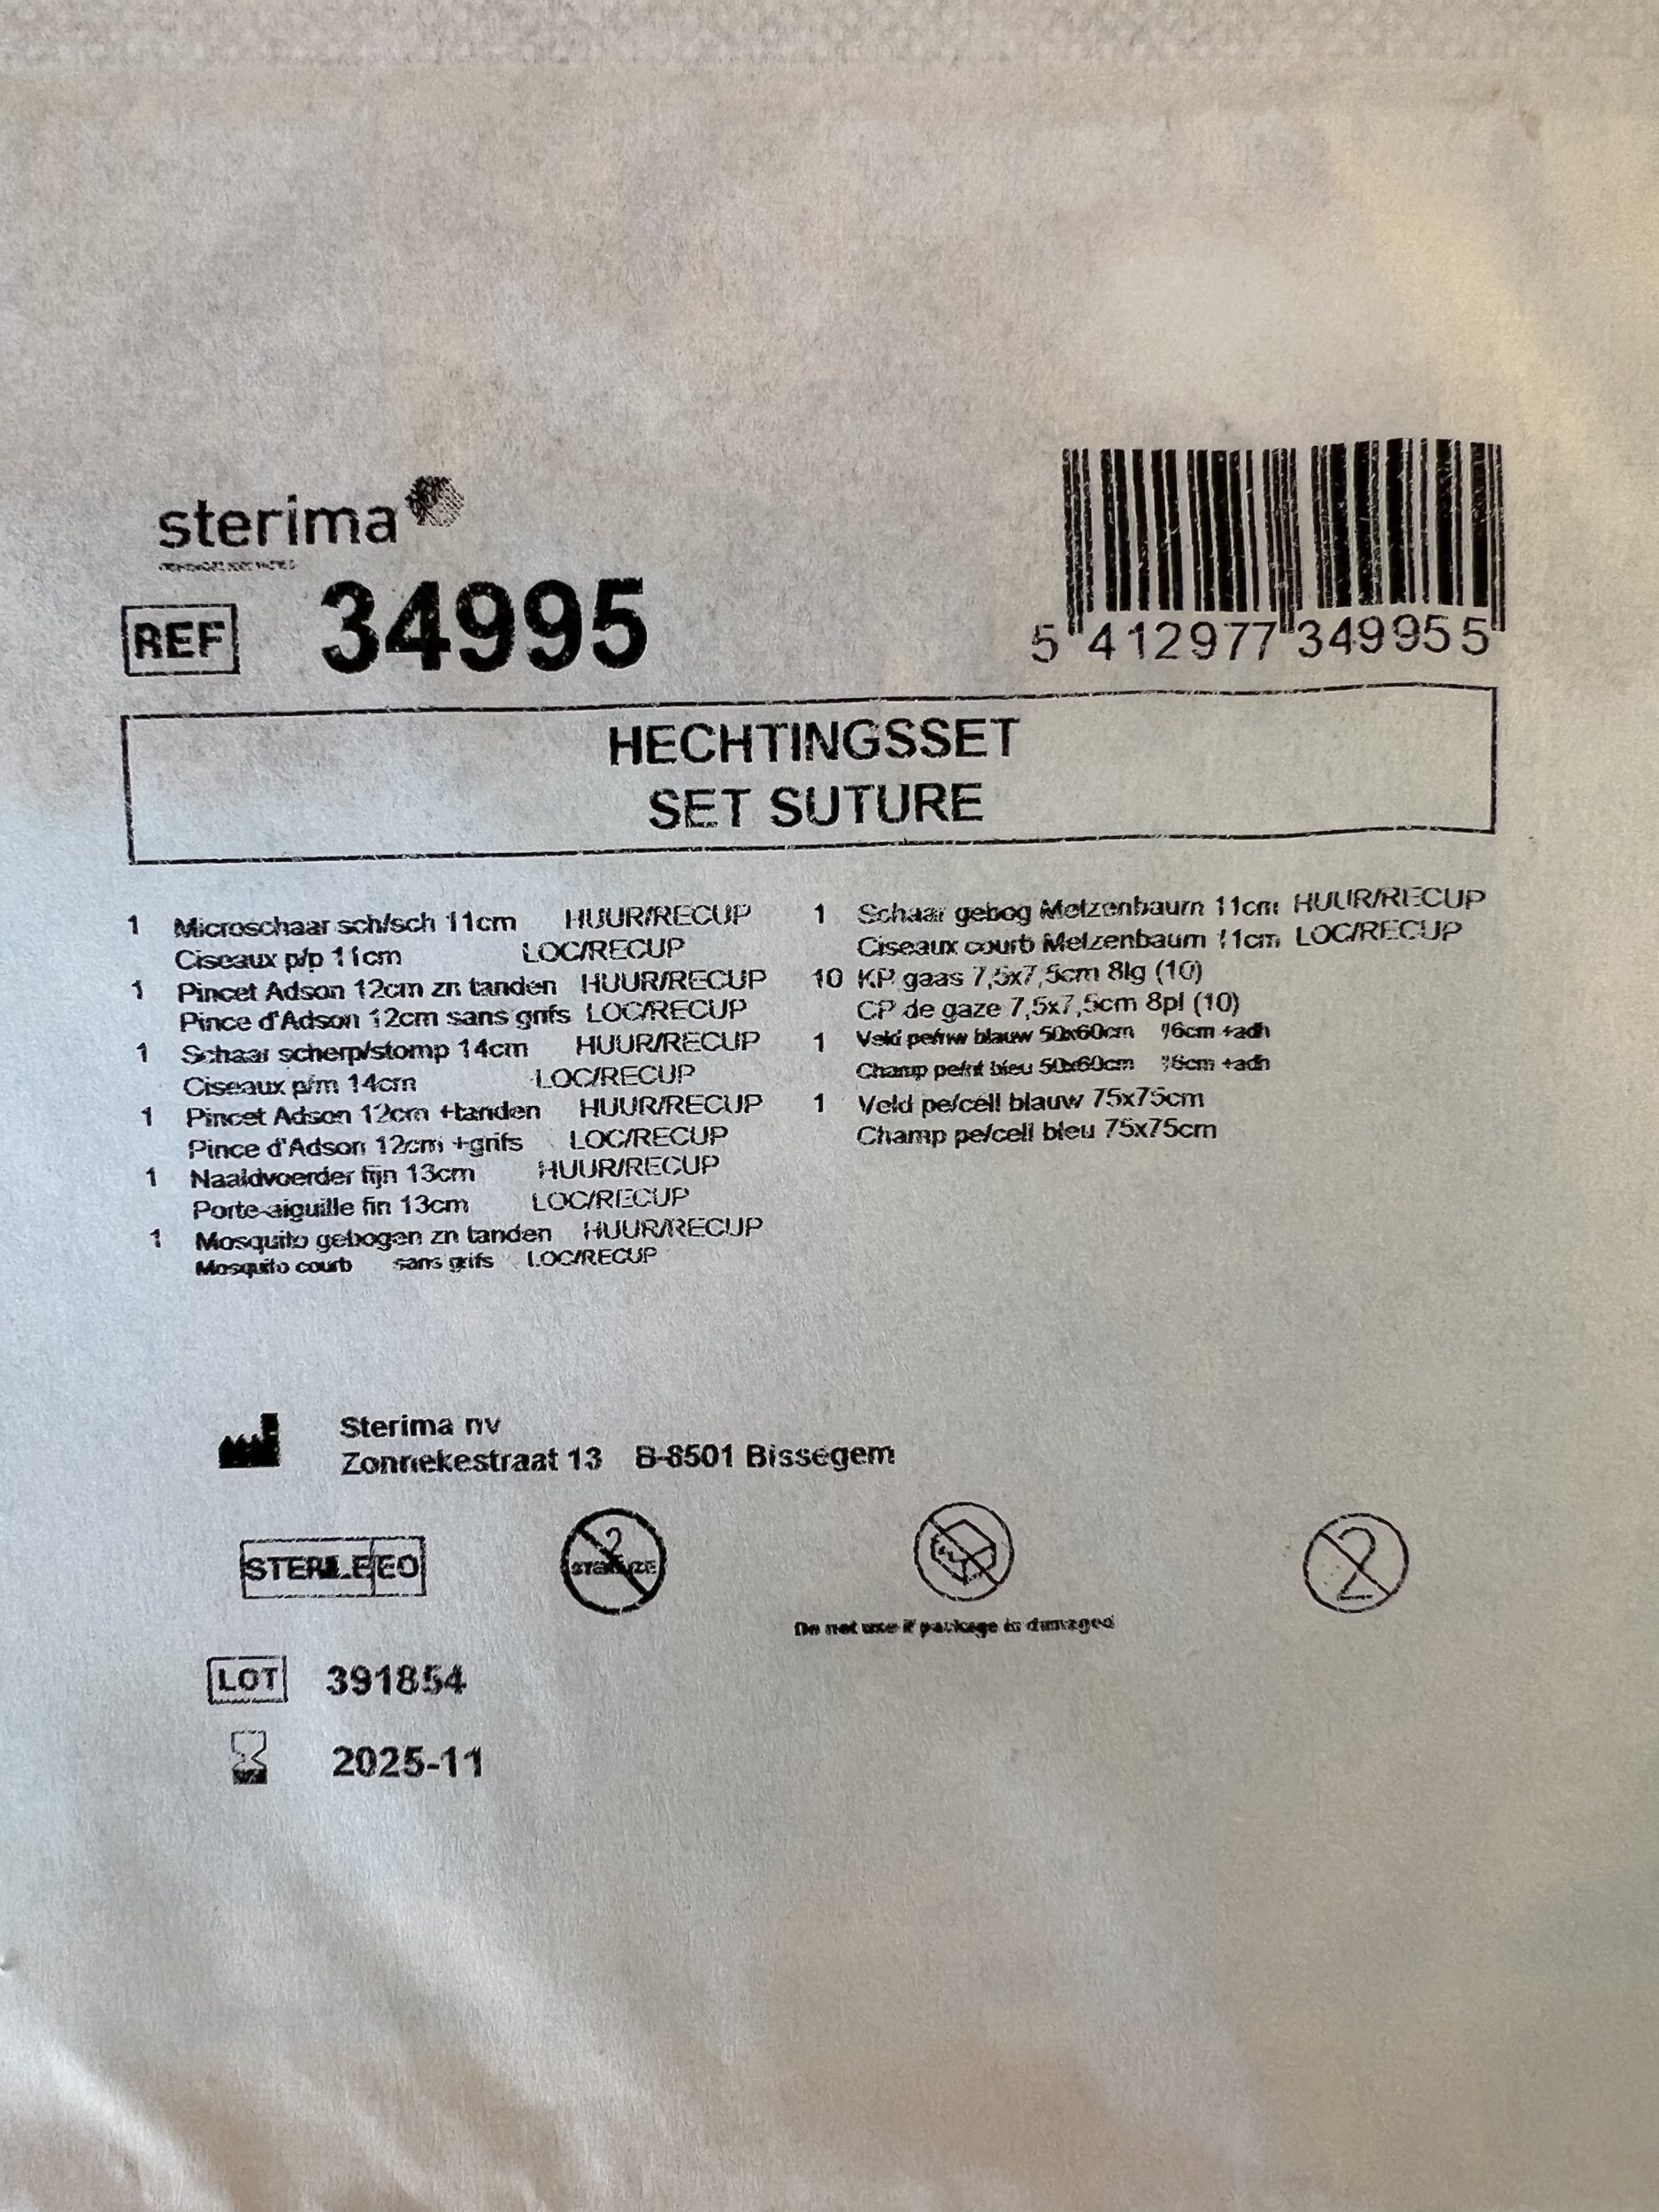 sterima
REF 34995
5 412977 349955
HECHTINGSSET
SET SUTURE
1 Microschaar sch/sch 11cm HUUR/RECUP
Ciseaux p/p 11cm LOC/RECUP
1 Pincet Adson 12cm zn tanden HUUR/RECUP
Pince d'Adson 12cm sans grifs LOC/RECUP
1 Schaar scherp/stomp 14cm HUUR/RECUP
Ciseaux p/m 14cm LOC/RECUP
1 Pincet Adson 12cm +tanden HUUR/RECUP
Pince d'Adson 12cm +grifs LOC/RECUP
1 Naaldvoerder fijn 13cm HUUR/RECUP
Porte-aiguille fin 13cm LOC/RECUP
1 Mosquito gebogen zn tanden HUUR/RECUP
Mosquito courb sans grifs LOC/RECUP
1 Schaar gebog Metzenbaum 11cm HUUR/RECUP
Ciseaux courb Metzenbaum 11cm LOC/RECUP
10 KP gaas 7,5x7,5cm 8lg (10)
CP de gaze 7,5x7,5cm 8pl (10)
1 Veld pe/nw blauw 50x60cm +adh
Champ pe/nt bleu 50x60cm +adh
1 Veld pe/cell blauw 75x75cm
Champ pe/cell bleu 75x75cm
Sterima nv
Zonnekestraat 13 B-8501 Bissegem
STERILE EO
2
STERILIZE
2
Do not use if package is damaged
LOT 391854
2025-11